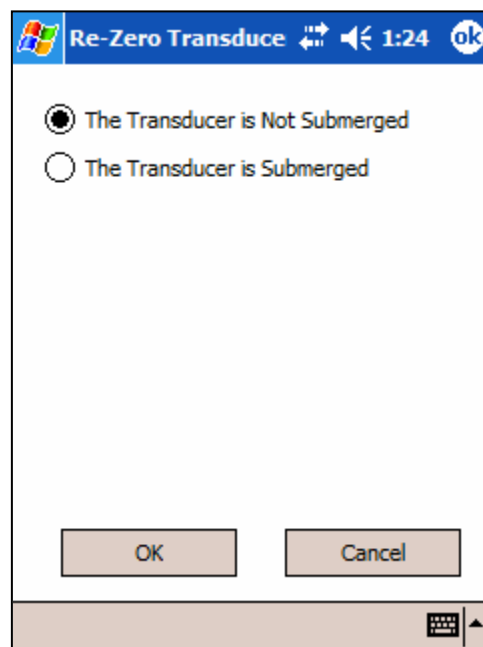 Re-Zero Transduce 1:24 ok
The Transducer is Not Submerged
The Transducer is Submerged
OK Cancel